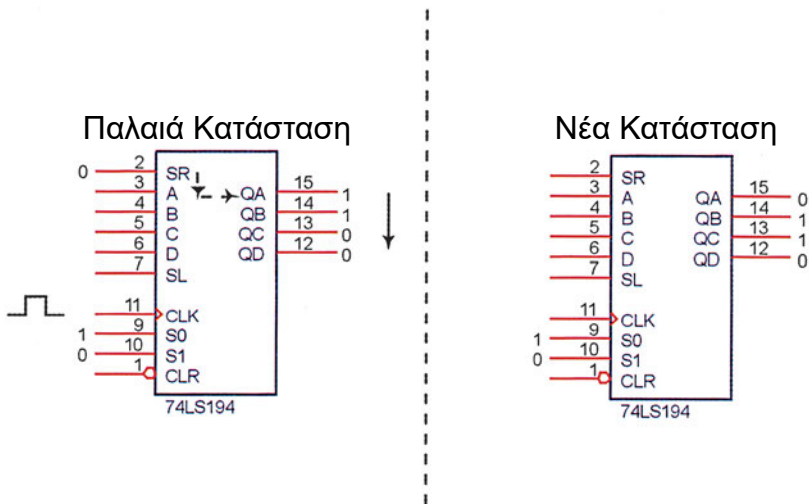 Παλαιά Κατάσταση
0 2 SR
3 A QA 15 1
4 B QB 14 1
5 C QC 13 0
6 D QD 12 0
7 SL
11 CLK
1 9 S0
0 10 S1
1 CLR
74LS194
Νέα Κατάσταση
2 SR
3 A QA 15 0
4 B QB 14 1
5 C QC 13 1
6 D QD 12 0
7 SL
11 CLK
1 9 S0
0 10 S1
1 CLR
74LS194